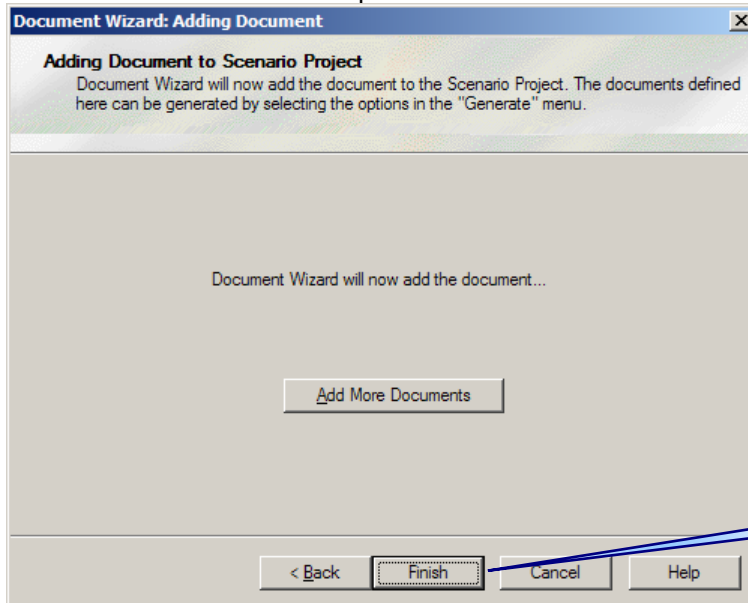 Document Wizard: Adding Document
Adding Document to Scenario Project
Document Wizard will now add the document to the Scenario Project. The documents defined
here can be generated by selecting the options in the "Generate" menu.
Document Wizard will now add the document...
Add More Documents
< Back Finish Cancel Help